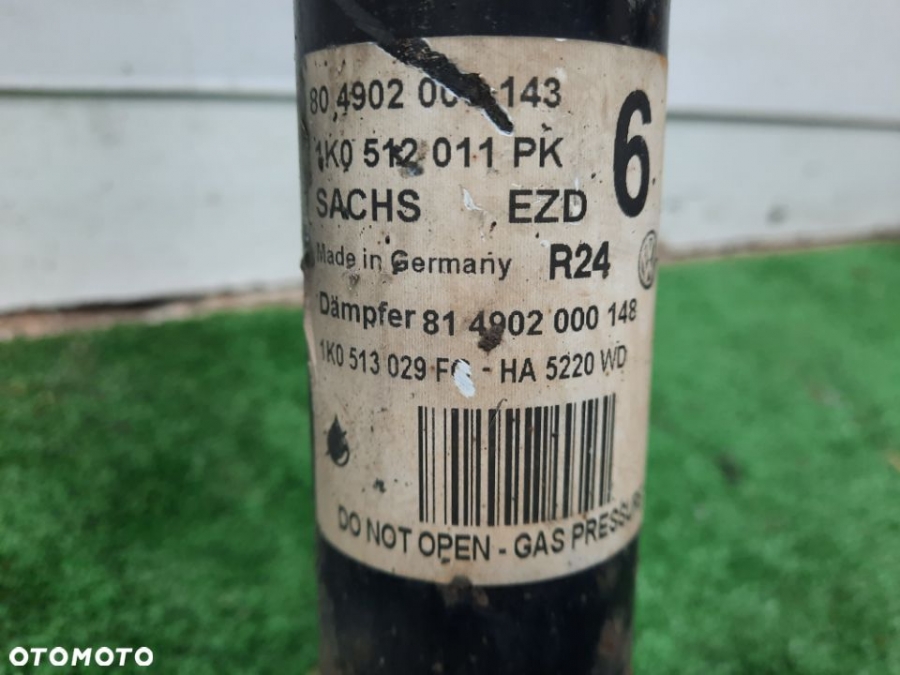 80 4902 143
6
1K0 512 011 PK
SACHS EZD
Made in Germany R24
Dämpfer 81 4902 000 148
1K0 513 029 - HA 5220 WD
DO NOT OPEN - GAS PRESSURE
OTOMOTO